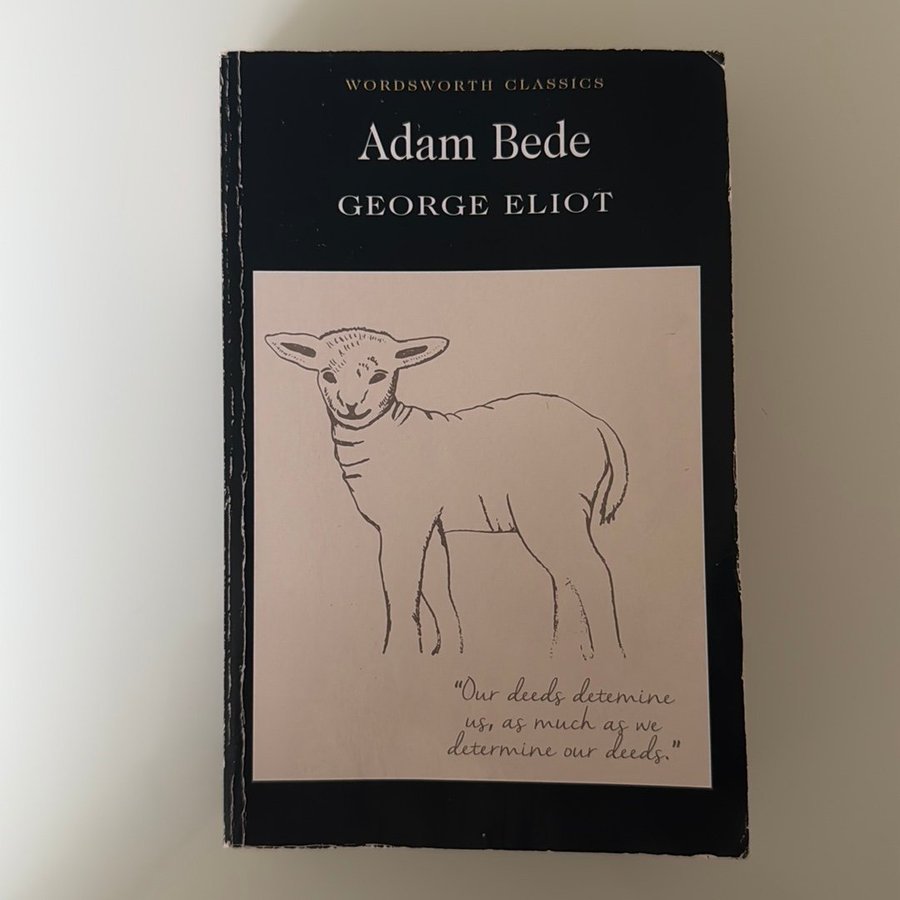 WORDSWORTH CLASSICS
Adam Bede
GEORGE ELIOT
“Our deeds detemine
us, as much as we
determine our deeds.”